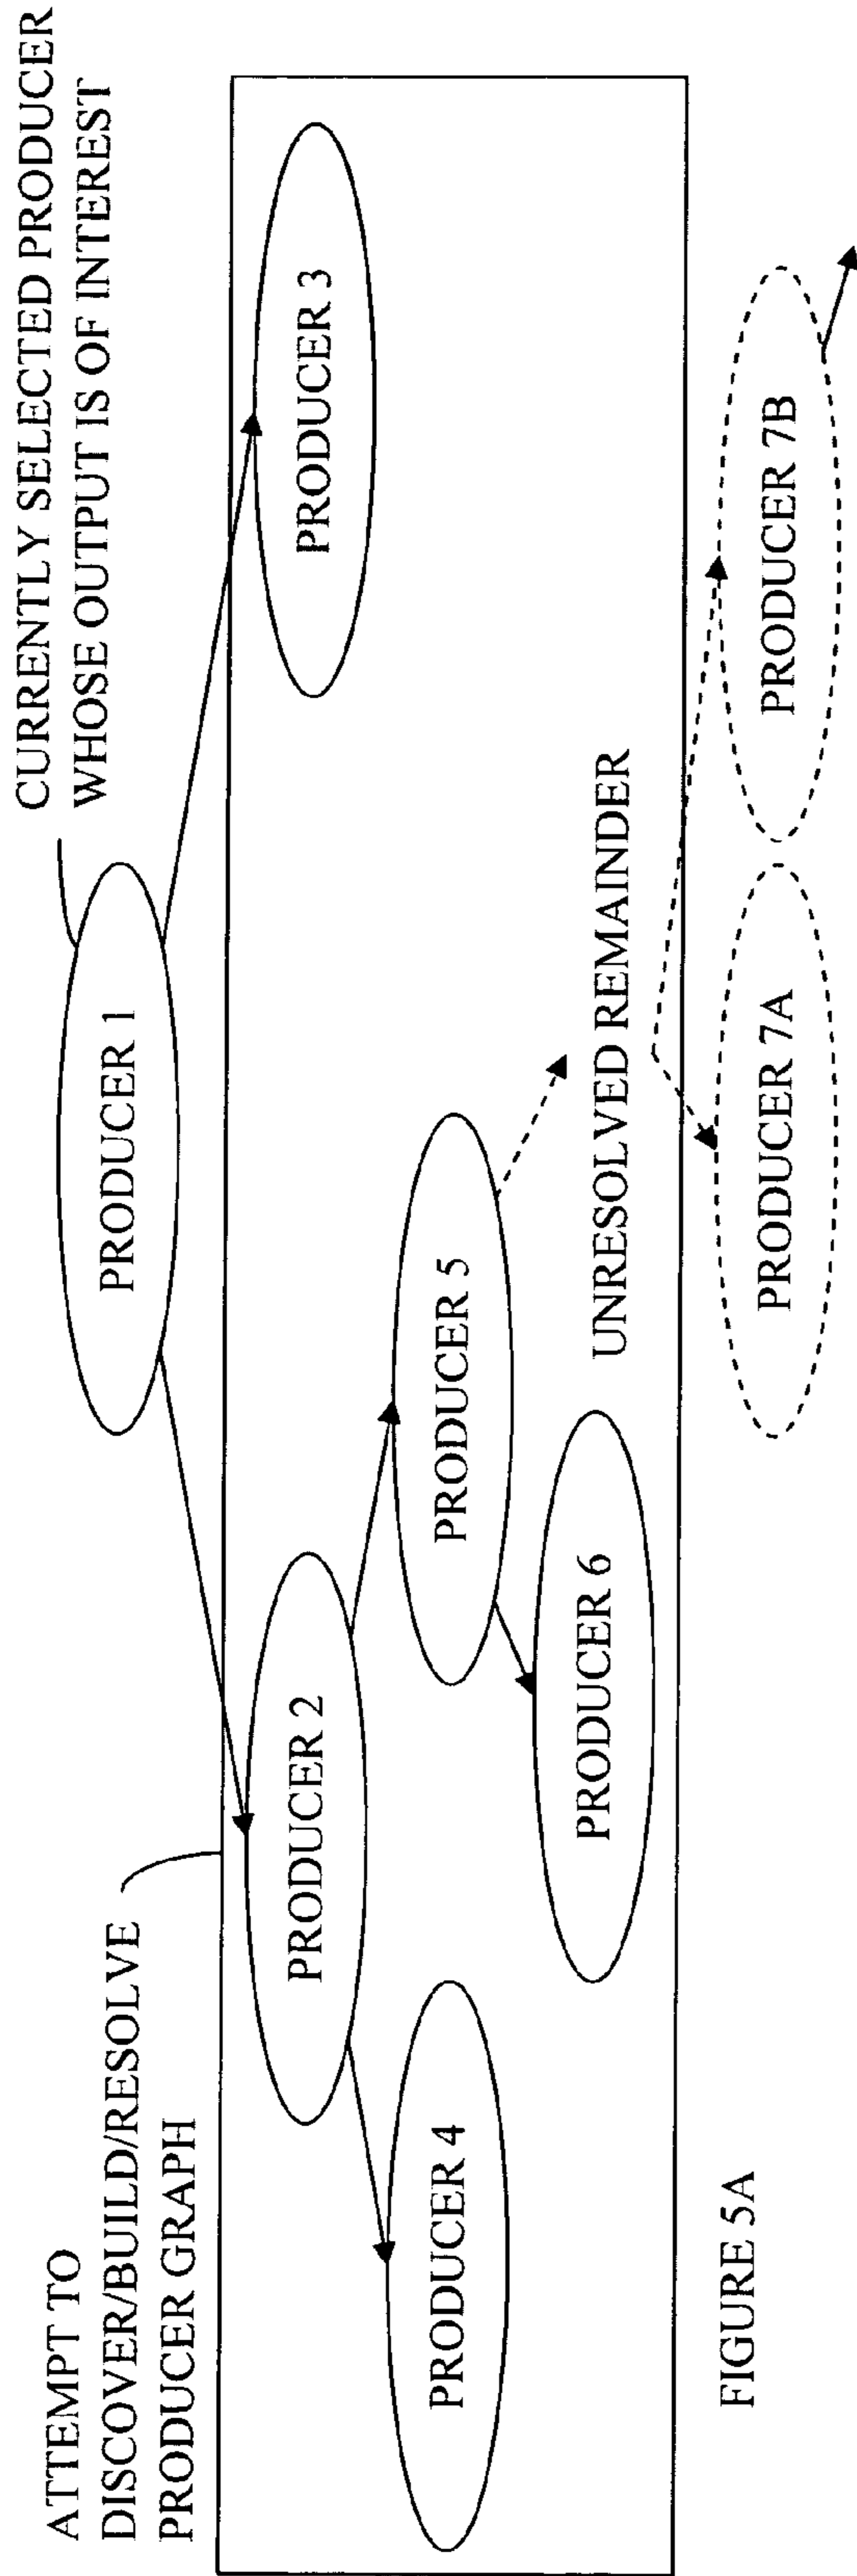 ATTEMPT TO
DISCOVER/BUILD/RESOLVE
PRODUCER GRAPH
CURRENTLY SELECTED PRODUCER
WHOSE OUTPUT IS OF INTEREST
PRODUCER 1
PRODUCER 2
PRODUCER 3
PRODUCER 4
PRODUCER 5
PRODUCER 6
UNRESOLVED REMAINDER
PRODUCER 7A
PRODUCER 7B
FIGURE 5A